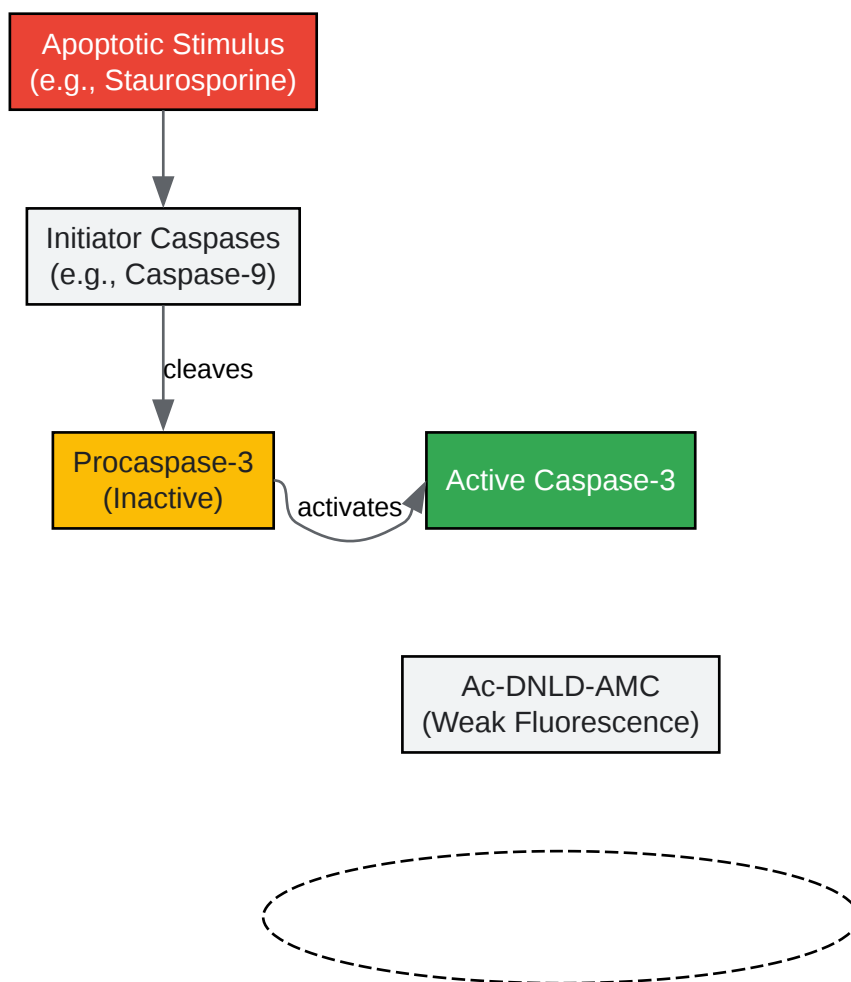 Apoptotic Stimulus
(e.g., Staurosporine)
Initiator Caspases
(e.g., Caspase-9)
cleaves
Procaspase-3
(Inactive)
activates
Active Caspase-3
Ac-DNLD-AMC
(Weak Fluorescence)